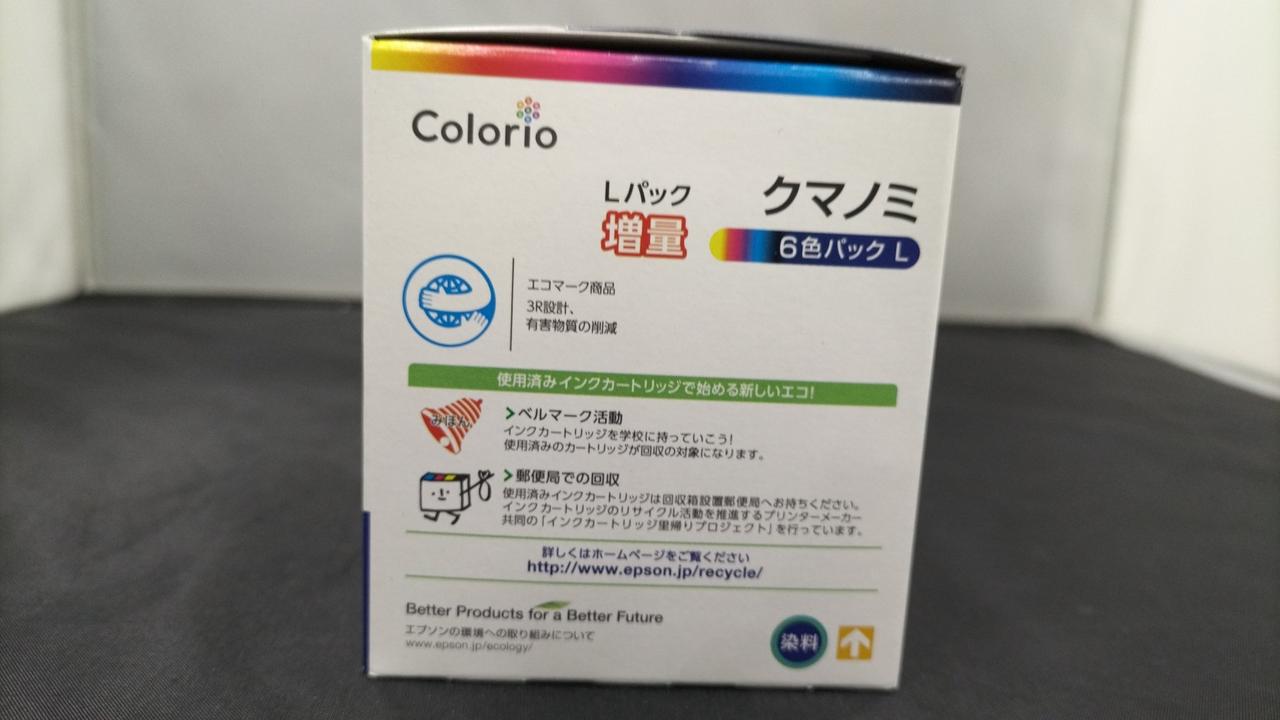 Colorio
Lパック
増量
クマノミ
6色パック L
エコマーク商品
3R設計、
有害物質の削減
使用済みインクカートリッジで始める新しいエコ!
みほん
ベルマーク活動
インクカートリッジを学校に持っていこう!
使用済みのカートリッジが回収の対象になります。
郵便局での回収
使用済みインクカートリッジは回収箱設置郵便局へお持ちください。
インクカートリッジのリサイクル活動を推進するプリンターメーカー
共同の「インクカートリッジ里帰りプロジェクト」を行っています。
詳しくはホームページをご覧ください
http://www.epson.jp/recycle/
Better Products for a Better Future
エプソンの環境への取り組みについて
www.epson.jp/ecology/
染料